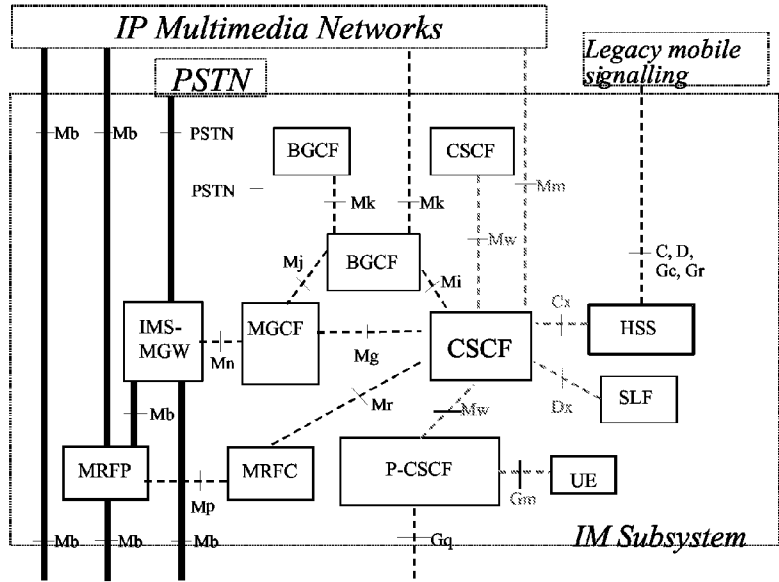 IP Multimedia Networks
Legacy mobile
signalling
PSTN
Mb
Mb
PSTN
BGCF
CSCF
Mm
PSTN
Mk
Mk
Mw
C, D,
Gc, Gr
BGCF
Mj
Mi
Cx
IMS-
MGW
MGCF
CSCF
HSS
Mn
Mg
Mb
Mr
Mw
Dx
SLF
MRFP
MRFC
P-CSCF
UE
Mp
Gm
Mb
Mb
Mb
Gq
IM Subsystem